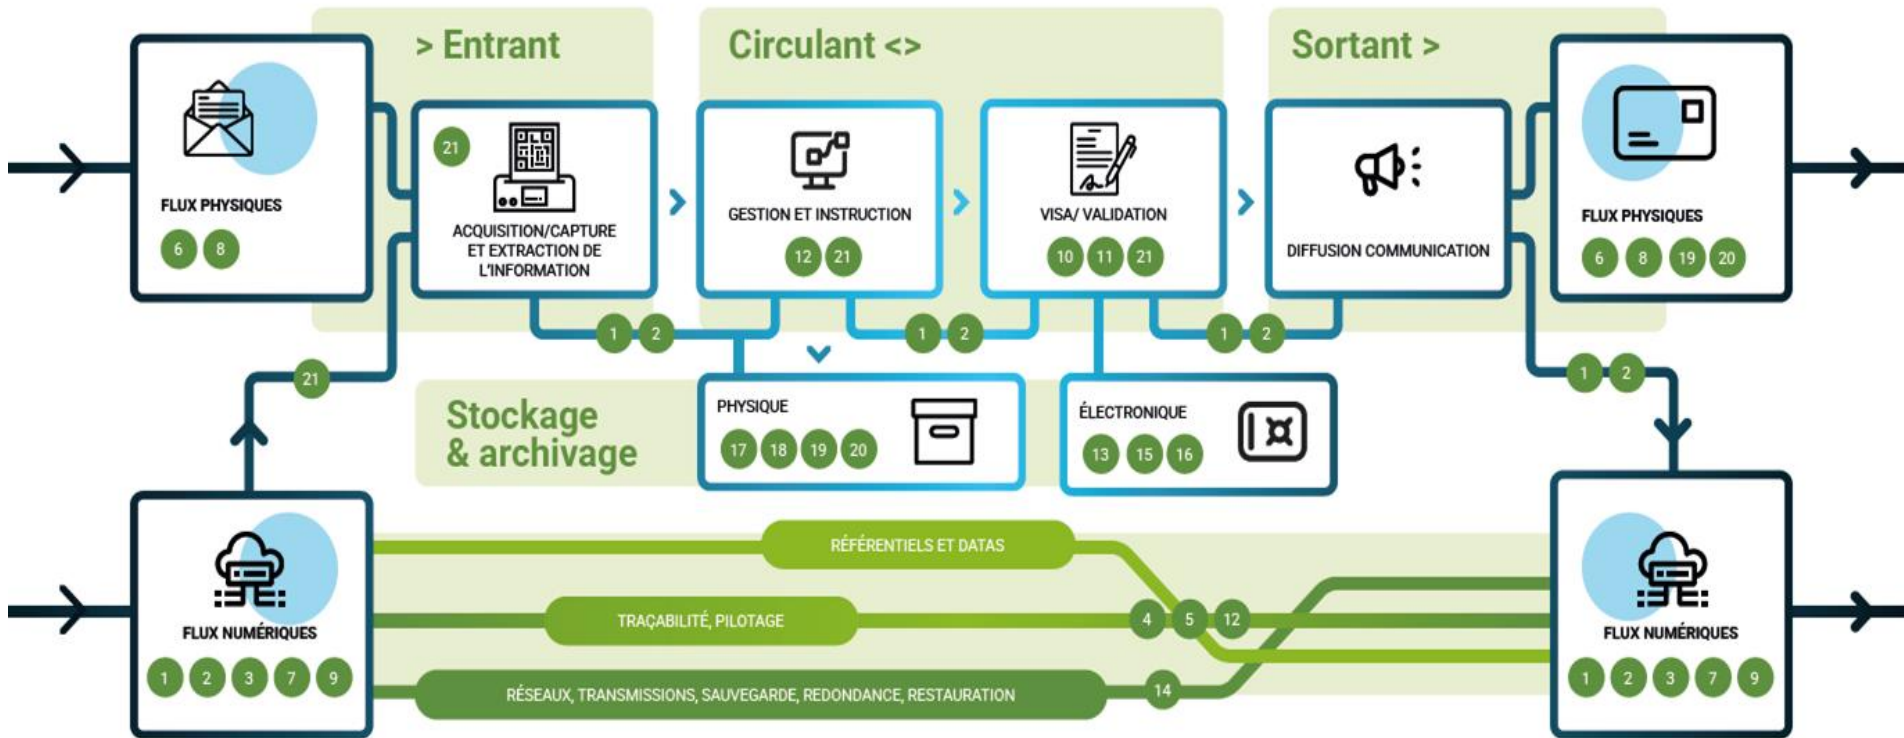 > Entrant
Circulant <>
Sortant >
FLUX PHYSIQUES
6 8
21
ACQUISITION/CAPTURE
ET EXTRACTION DE
L'INFORMATION
GESTION ET INSTRUCTION
12 21
VISA/ VALIDATION
10 11 21
DIFFUSION COMMUNICATION
FLUX PHYSIQUES
6 8 19 20
1 2
1 2
1 2
21
1 2
Stockage
& archivage
PHYSIQUE
17 18 19 20
ÉLECTRONIQUE
13 15 16
FLUX NUMÉRIQUES
1 2 3 7 9
RÉFÉRENTIELS ET DATAS
TRAÇABILITÉ, PILOTAGE
4 5 12
RÉSEAUX, TRANSMISSIONS, SAUVEGARDE, REDONDANCE, RESTAURATION
14
FLUX NUMÉRIQUES
1 2 3 7 9